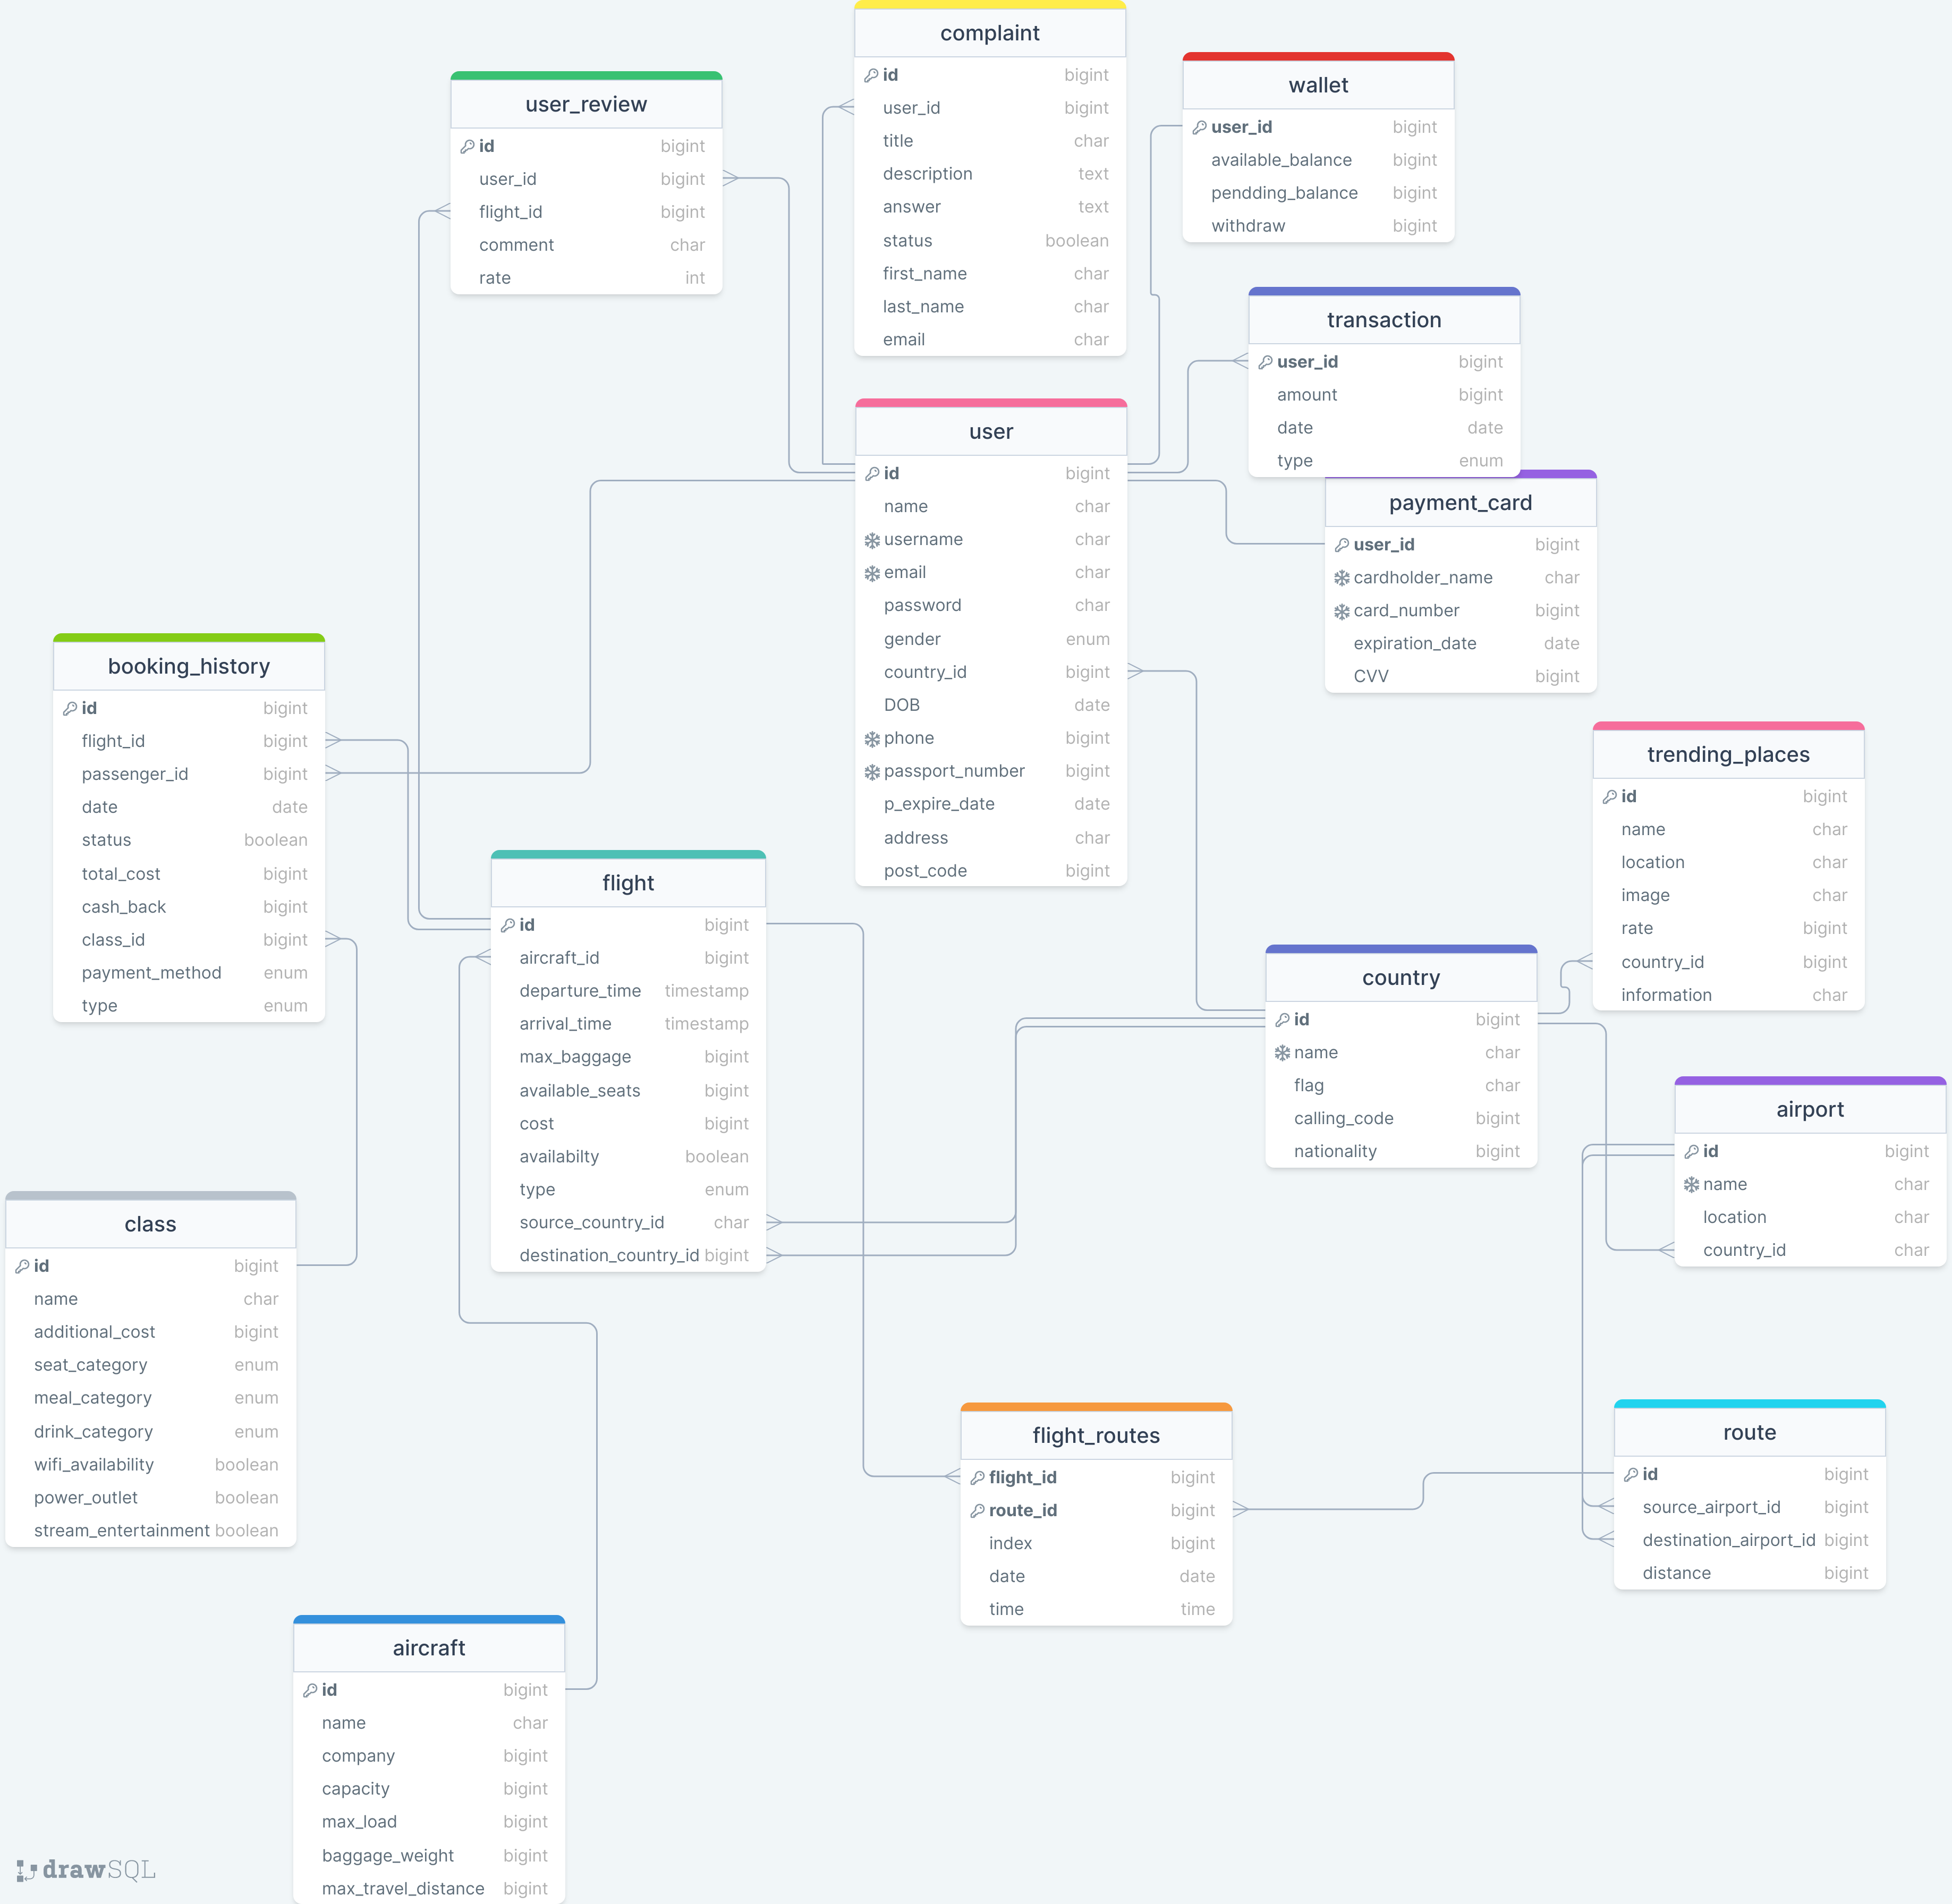 complaint
id bigint
user_id bigint
title char
description text
answer text
status boolean
first_name char
last_name char
email char
wallet
user_id bigint
available_balance bigint
pendding_balance bigint
withdraw bigint
user_review
id bigint
user_id bigint
flight_id bigint
comment char
rate int
transaction
user_id bigint
amount bigint
date date
type enum
user
id bigint
name char
username char
email char
password char
gender enum
country_id bigint
DOB date
phone bigint
passport_number bigint
p_expire_date date
address char
post_code bigint
payment_card
user_id bigint
cardholder_name char
card_number bigint
expiration_date date
CVV bigint
booking_history
id bigint
flight_id bigint
passenger_id bigint
date date
status boolean
total_cost bigint
cash_back bigint
class_id bigint
payment_method enum
type enum
trending_places
id bigint
name char
location char
image char
rate bigint
country_id bigint
information char
flight
id bigint
aircraft_id bigint
departure_time timestamp
arrival_time timestamp
max_baggage bigint
available_seats bigint
cost bigint
availabilty boolean
type enum
source_country_id char
destination_country_id bigint
country
id bigint
name char
flag char
calling_code bigint
nationality bigint
airport
id bigint
name char
location char
country_id char
class
id bigint
name char
additional_cost bigint
seat_category enum
meal_category enum
drink_category enum
wifi_availability boolean
power_outlet boolean
stream_entertainment boolean
flight_routes
flight_id bigint
route_id bigint
index bigint
date date
time time
route
id bigint
source_airport_id bigint
destination_airport_id bigint
distance bigint
aircraft
id bigint
name char
company bigint
capacity bigint
max_load bigint
baggage_weight bigint
max_travel_distance bigint
drawSQL